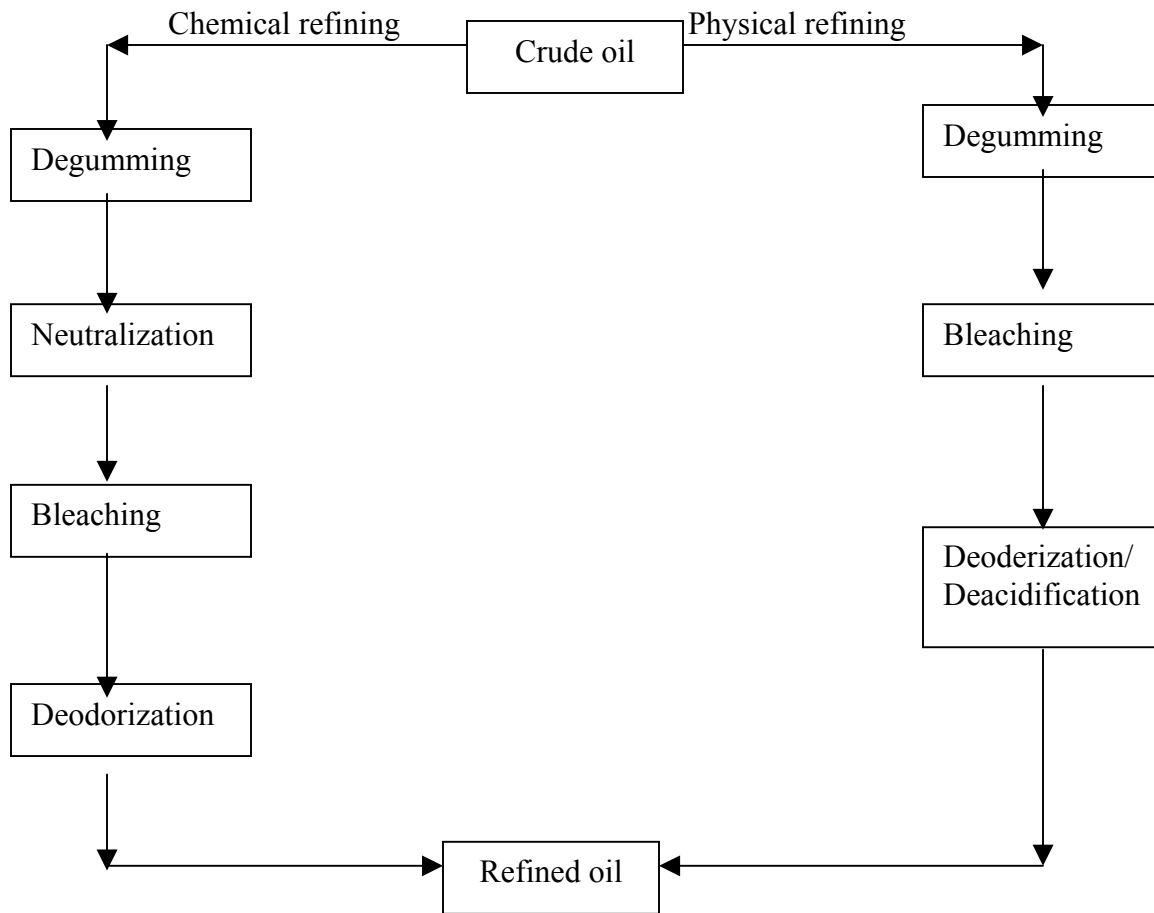 Chemical refining
Crude oil
Physical refining
Degumming
Neutralization
Bleaching
Deodorization
Degumming
Bleaching
Deoderization/
Deacidification
Refined oil